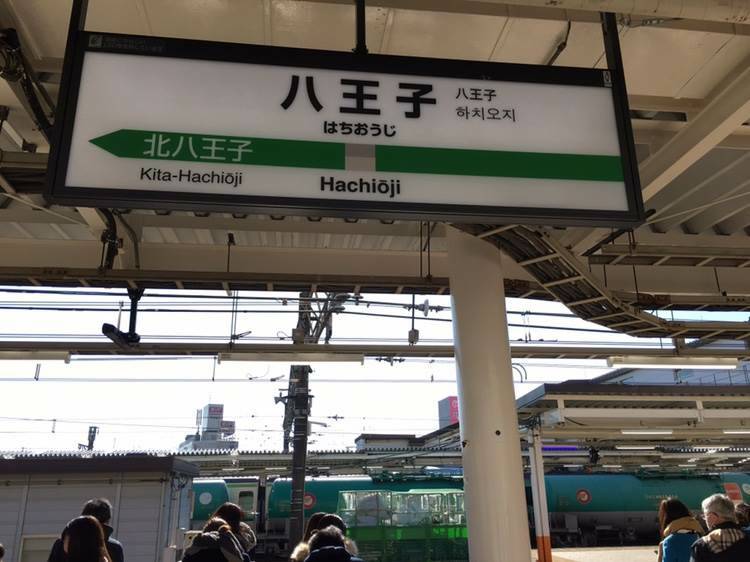 八王子
はちおうじ
八王子
하치오지
北八王子
Kita-Hachiōji
Hachiōji